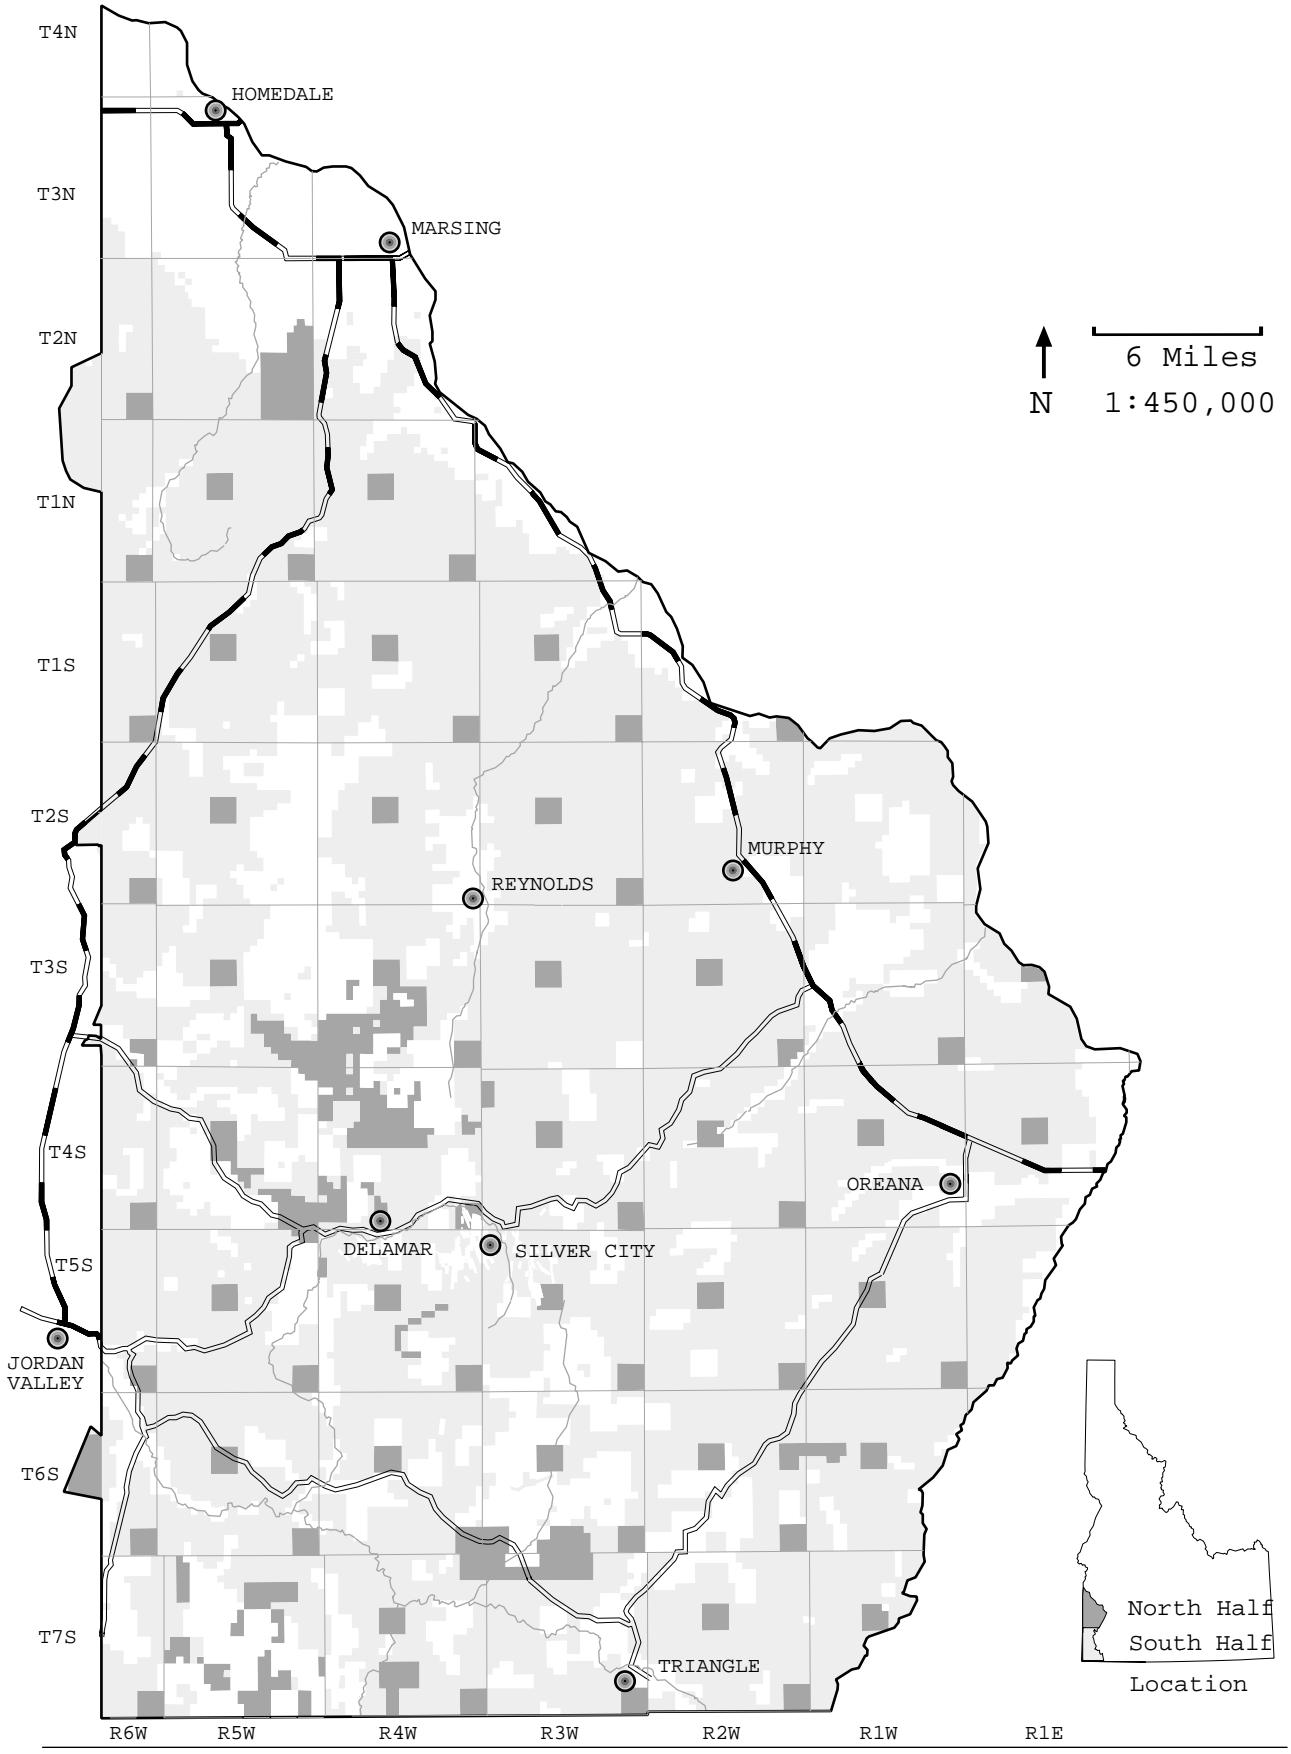 T4N
HOMEDALE
T3N
MARSING
T2N
6 Miles
N 1:450,000
T1N
T1S
T2S
MURPHY
REYNOLDS
T3S
T4S
OREANA
DELAMAR
SILVER CITY
T5S
JORDAN
VALLEY
T6S
North Half
South Half
T7S
TRIANGLE
Location
R6W R5W R4W R3W R2W R1W R1E